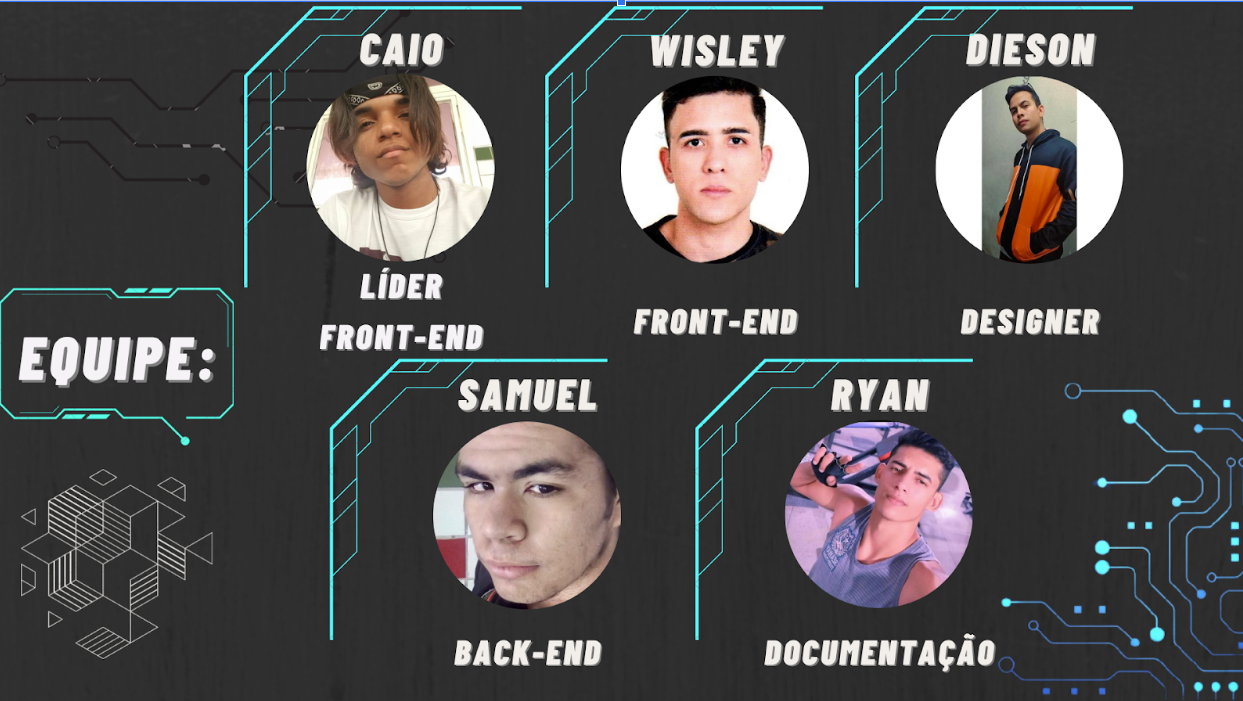 CAIO
WISLEY
DIESON
LÍDER
FRONT-END
FRONT-END
DESIGNER
EQUIPE:
SAMUEL
RYAN
BACK-END
DOCUMENTAÇÃO